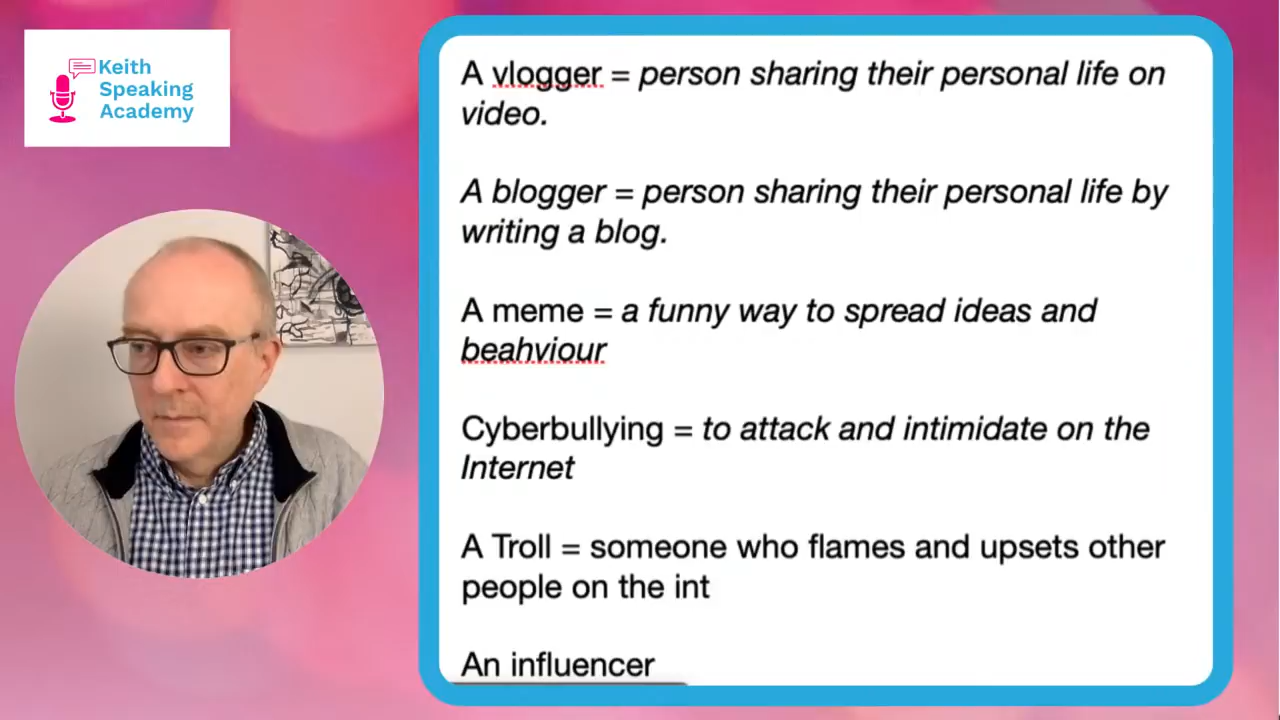 Keith
Speaking
Academy
A vlogger = person sharing their personal life on
video.
A blogger = person sharing their personal life by
writing a blog.
A meme = a funny way to spread ideas and
beahviour
Cyberbullying = to attack and intimidate on the
Internet
A Troll = someone who flames and upsets other
people on the int
An influencer